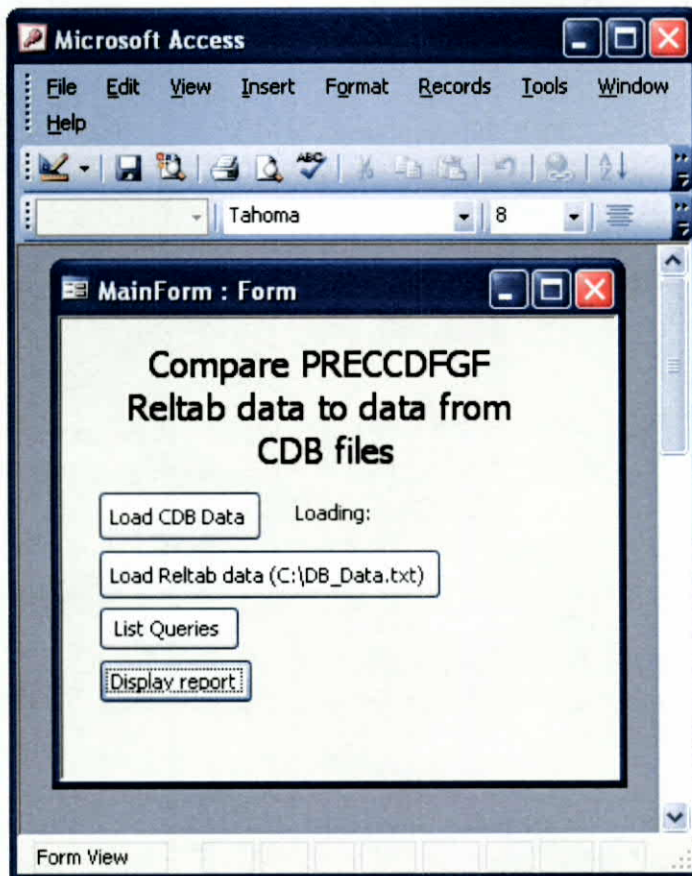 Microsoft Access
File Edit View Insert Format Records Tools Window
Help
ABC
A
Z
Tahoma 8
MainForm : Form
Compare PRECCDFGF
Reltab data to data from
CDB files
Load CDB Data Loading:
Load Reltab data (C:\DB_Data.txt)
List Queries
Display report
Form View